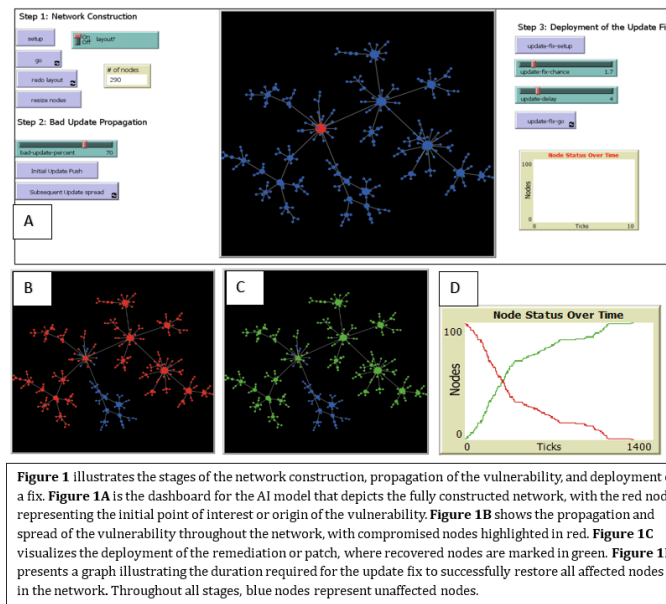 Step 1: Network Construction
setup
On
Off
layout?
go
redo layout
# of nodes
290
resize nodes
Step 2: Bad Update Propagation
bad-update-percent 70
Initial Update Push
Subsequent Update spread
A
Step 3: Deployment of the Update Fi
update-fix-setup
update-fix-chance 1.7
update-delay 4
update-fix-go
Node Status Over Time
100
Nodes
0
0 Ticks 10
B
C
D
Node Status Over Time
100
Nodes
0
0 Ticks 1400
Figure 1 illustrates the stages of the network construction, propagation of the vulnerability, and deployment
a fix. Figure 1A is the dashboard for the AI model that depicts the fully constructed network, with the red nod
representing the initial point of interest or origin of the vulnerability. Figure 1B shows the propagation and
spread of the vulnerability throughout the network, with compromised nodes highlighted in red. Figure 1C
visualizes the deployment of the remediation or patch, where recovered nodes are marked in green. Figure 1
presents a graph illustrating the duration required for the update fix to successfully restore all affected nodes
in the network. Throughout all stages, blue nodes represent unaffected nodes.